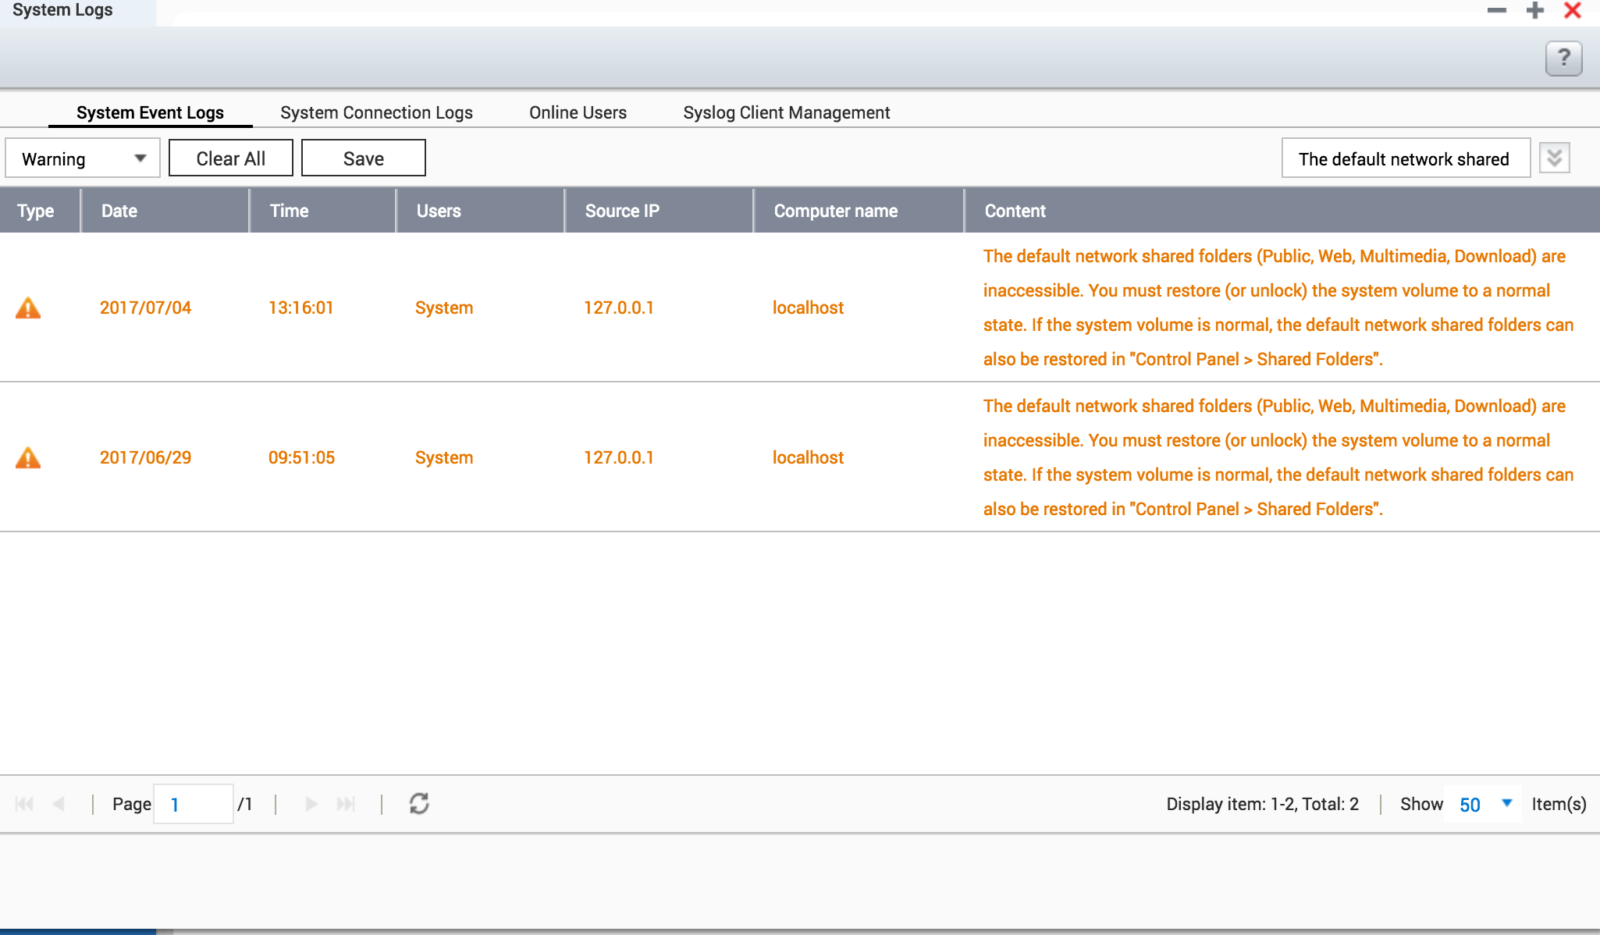 System Logs
?
System Event Logs System Connection Logs Online Users Syslog Client Management
Warning Clear All Save The default network shared
Type Date Time Users Source IP Computer name Content
2017/07/04 13:16:01 System 127.0.0.1 localhost
The default network shared folders (Public, Web, Multimedia, Download) are
inaccessible. You must restore (or unlock) the system volume to a normal
state. If the system volume is normal, the default network shared folders can
also be restored in "Control Panel > Shared Folders".
2017/06/29 09:51:05 System 127.0.0.1 localhost
The default network shared folders (Public, Web, Multimedia, Download) are
inaccessible. You must restore (or unlock) the system volume to a normal
state. If the system volume is normal, the default network shared folders can
also be restored in "Control Panel > Shared Folders".
Page 1 /1 Display item: 1-2, Total: 2 Show 50 Item(s)